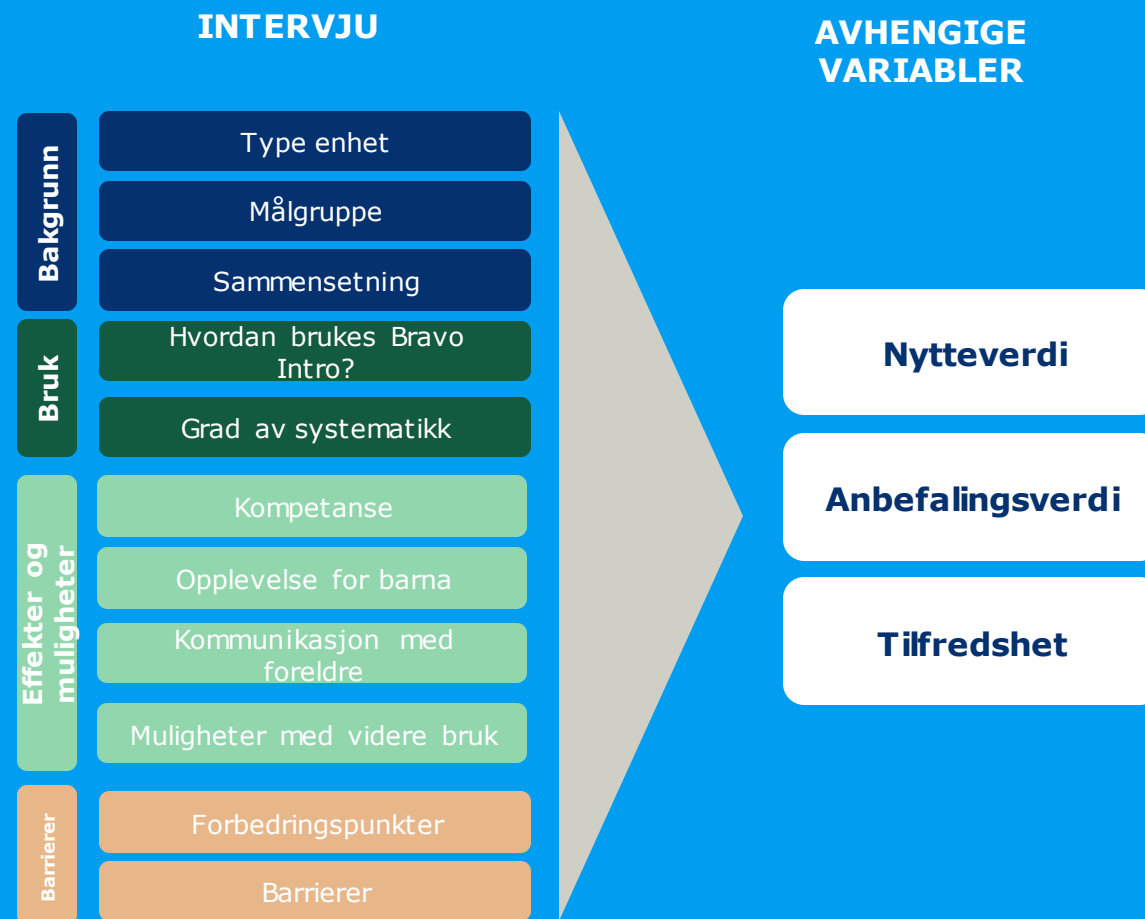 INTERVJU
AVHENGIGE
VARIABLER
Bakgrunn
Type enhet
Målgruppe
Sammensetning
Bruk
Hvordan brukes Bravo
Intro?
Grad av systematikk
Effekter og
muligheter
Kompetanse
Opplevelse for barna
Kommunikasjon med
foreldre
Muligheter med videre bruk
Barrierer
Forbedringspunkter
Barrierer
Nytteverdi
Anbefalingsverdi
Tilfredshet